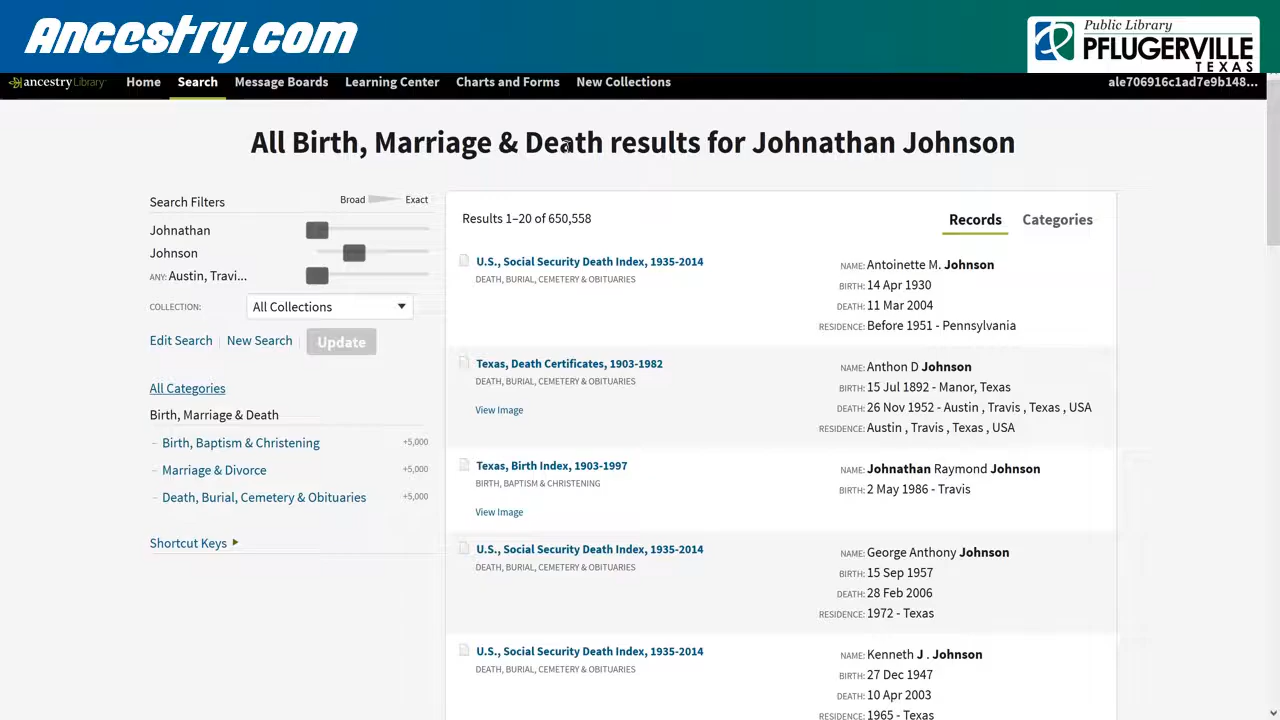 Ancestry.com
Public Library
PFLUGERVILLE
TEXAS
ancestryLibrary Home Search Message Boards Learning Center Charts and Forms New Collections ale706916c1ad7e9b148...
All Birth, Marriage & Death results for Johnathan Johnson
Search Filters Broad Exact
Johnathan
Johnson
ANY: Austin, Travi...
COLLECTION: All Collections
Edit Search New Search Update
All Categories
Birth, Marriage & Death
– Birth, Baptism & Christening +5,000
– Marriage & Divorce +5,000
– Death, Burial, Cemetery & Obituaries +5,000
Shortcut Keys
Results 1–20 of 650,558 Records Categories
U.S., Social Security Death Index, 1935-2014
DEATH, BURIAL, CEMETERY & OBITUARIES
NAME: Antoinette M. Johnson
BIRTH: 14 Apr 1930
DEATH: 11 Mar 2004
RESIDENCE: Before 1951 - Pennsylvania
Texas, Death Certificates, 1903-1982
DEATH, BURIAL, CEMETERY & OBITUARIES
View Image
NAME: Anthon D Johnson
BIRTH: 15 Jul 1892 - Manor, Texas
DEATH: 26 Nov 1952 - Austin , Travis , Texas , USA
RESIDENCE: Austin , Travis , Texas , USA
Texas, Birth Index, 1903-1997
BIRTH, BAPTISM & CHRISTENING
View Image
NAME: Johnathan Raymond Johnson
BIRTH: 2 May 1986 - Travis
U.S., Social Security Death Index, 1935-2014
DEATH, BURIAL, CEMETERY & OBITUARIES
NAME: George Anthony Johnson
BIRTH: 15 Sep 1957
DEATH: 28 Feb 2006
RESIDENCE: 1972 - Texas
U.S., Social Security Death Index, 1935-2014
DEATH, BURIAL, CEMETERY & OBITUARIES
NAME: Kenneth J . Johnson
BIRTH: 27 Dec 1947
DEATH: 10 Apr 2003
RESIDENCE: 1965 - Texas